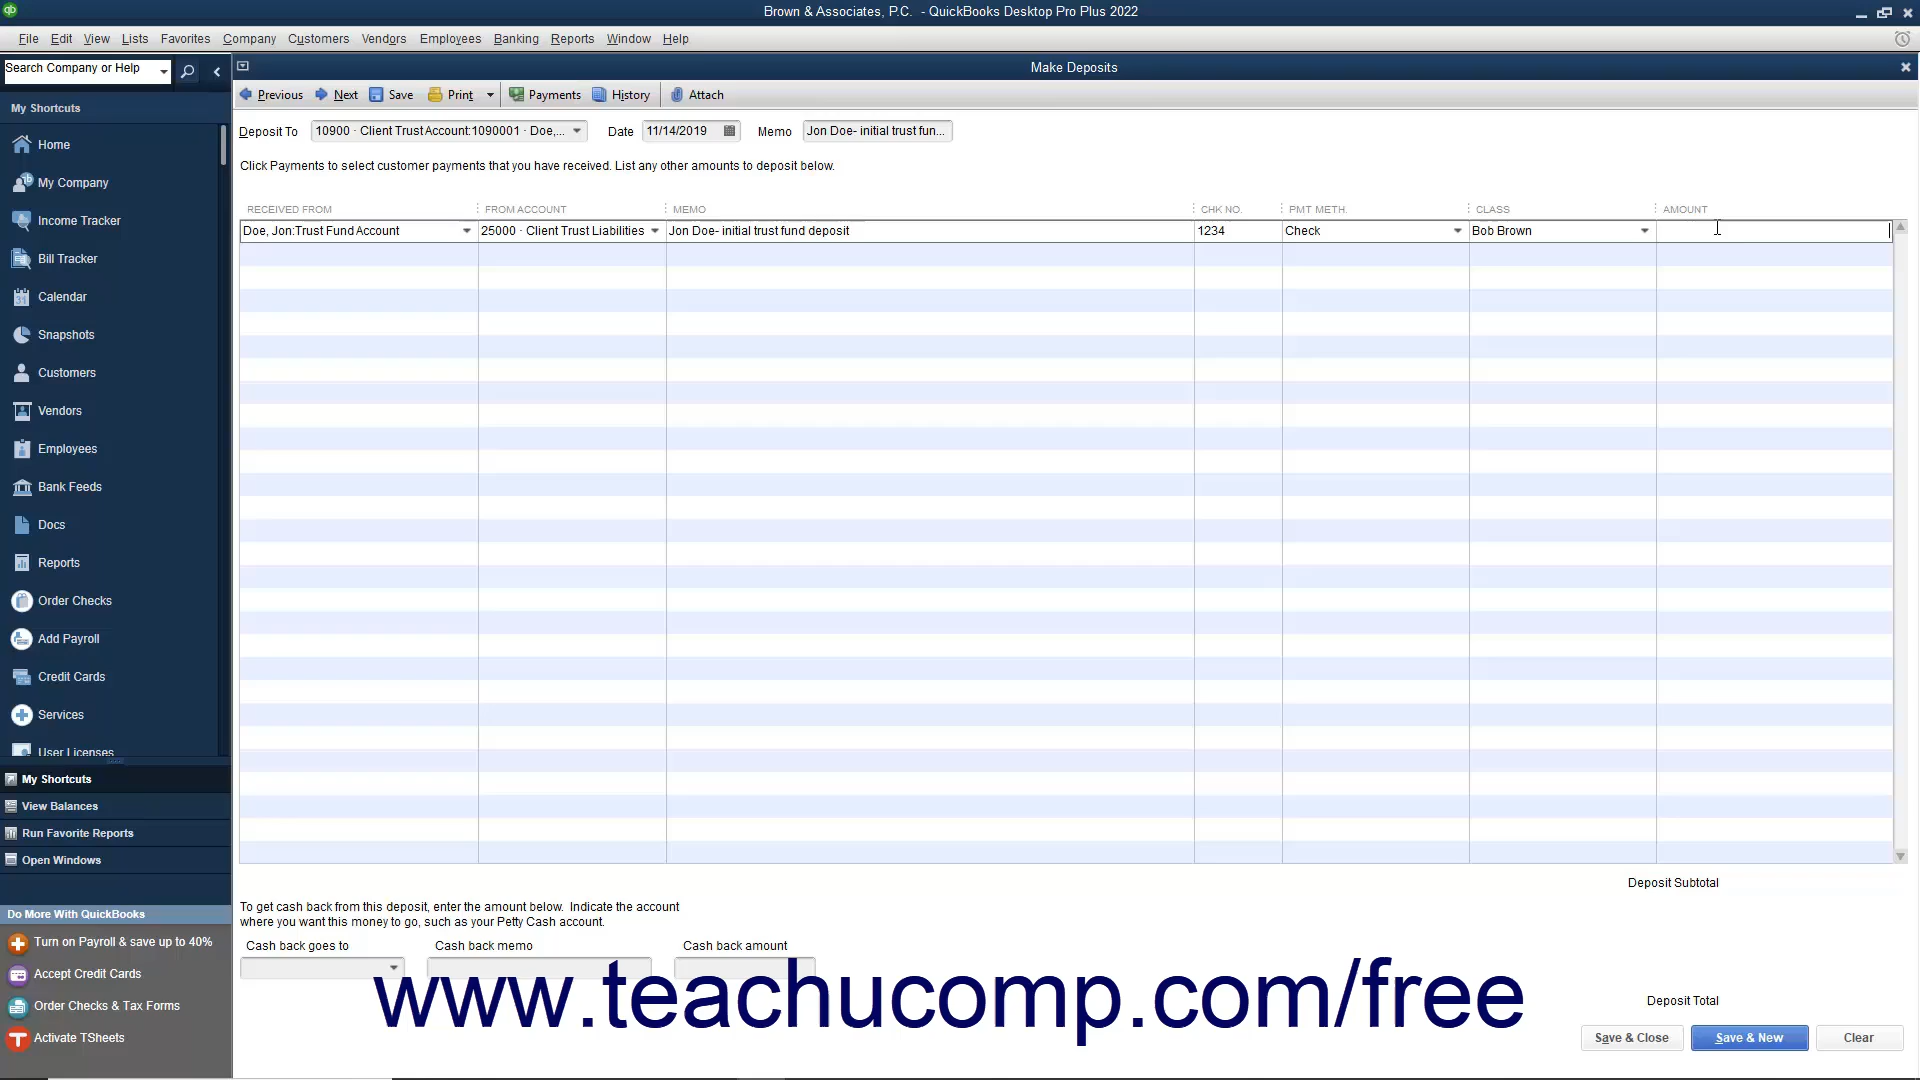 Brown & Associates, P.C. - QuickBooks Desktop Pro Plus 2022
File Edit View Lists Favorites Company Customers Vendors Employees Banking Reports Window Help
Search Company or Help
Make Deposits
My Shortcuts
Previous Next Save Print Payments History Attach
Deposit To 10900 · Client Trust Account:1090001 · Doe,... Date 11/14/2019 Memo Jon Doe- initial trust fun...
Click Payments to select customer payments that you have received. List any other amounts to deposit below.
RECEIVED FROM FROM ACCOUNT MEMO CHK NO. PMT METH. CLASS AMOUNT
Doe, Jon:Trust Fund Account 25000 · Client Trust Liabilities Jon Doe- initial trust fund deposit 1234 Check Bob Brown
Home
My Company
Income Tracker
Bill Tracker
Calendar
Snapshots
Customers
Vendors
Employees
Bank Feeds
Docs
Reports
Order Checks
Add Payroll
Credit Cards
Services
User Licenses
My Shortcuts
View Balances
Run Favorite Reports
Open Windows
Do More With QuickBooks
Turn on Payroll & save up to 40%
Accept Credit Cards
Order Checks & Tax Forms
Activate TSheets
Deposit Subtotal
To get cash back from this deposit, enter the amount below. Indicate the account
where you want this money to go, such as your Petty Cash account.
Cash back goes to Cash back memo Cash back amount
www.teachucomp.com/free
Deposit Total
Save & Close Save & New Clear